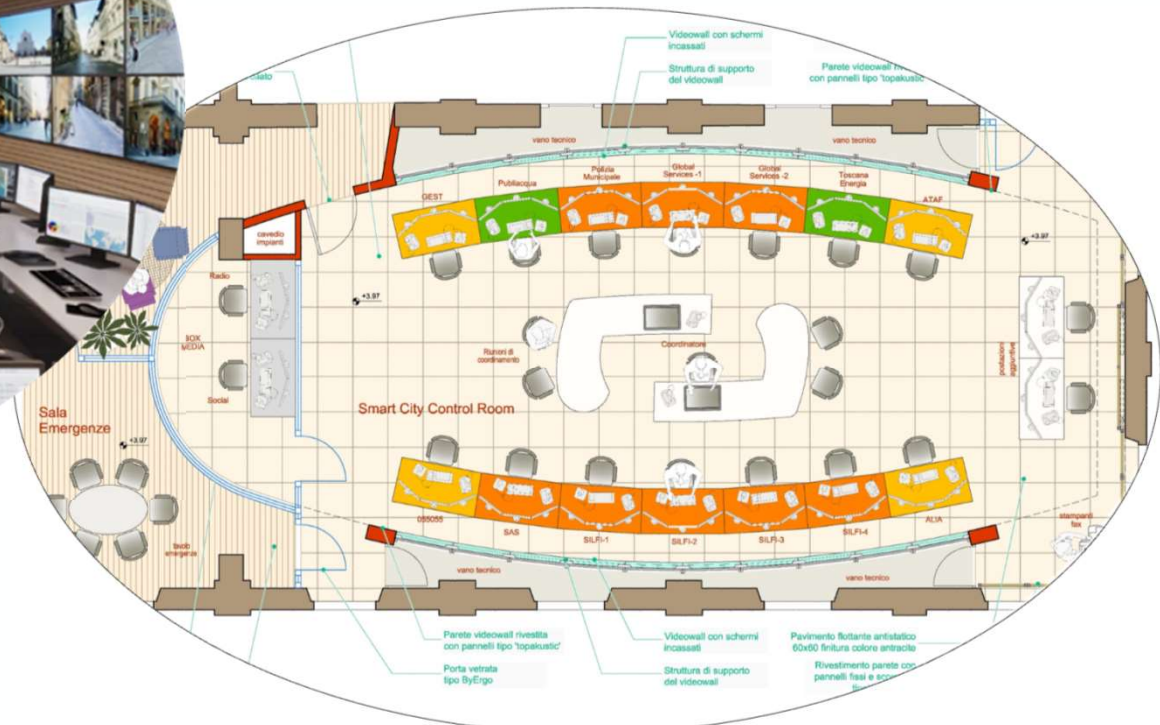 Videowall con schermi
incassati
Struttura di supporto
del videowall
Parete videowall
con pannelli tipo 'topakustic'
vano tecnico
vano tecnico
GEST
Publiacqua
Polizia
Municipale
Global
Services -1
Global
Services -2
Toscana
Energia
ATAF
cavedio
impianti
+3.97
+3.97
Radio
BOX
MEDIA
Social
Riunioni di
coordinamento
Coordinatore
postazioni
aggiuntive
Smart City Control Room
Sala
Emergenze
+3.97
tavolo
emergenza
055055
SAS
SILFI-1
SILFI-2
SILFI-3
SILFI-4
ALIA
stampanti
fax
vano tecnico
vano tecnico
Parete videowall rivestita
con pannelli tipo 'topakustic'
Porta vetrata
tipo ByErgo
Videowall con schermi
incassati
Struttura di supporto
del videowall
Pavimento flottante antistatico
60x60 finitura colore antracite
Rivestimento parete con
pannelli fissi e